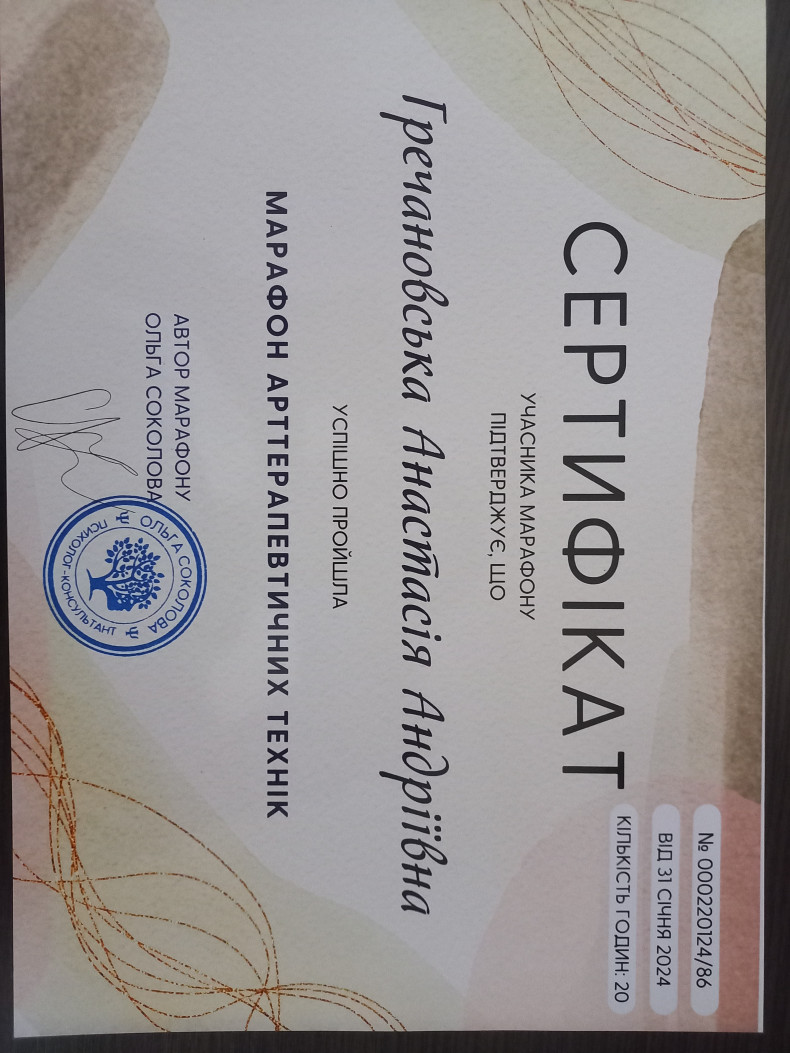 № 000220124/86
ВІД 31 СІЧНЯ 2024
КІЛЬКІСТЬ ГОДИН: 20
СЕРТИФІКАТ
УЧАСНИКА МАРАФОНУ
ПІДТВЕРДЖУЄ, ЩО
Гречановська Анастасія Андріївна
УСПІШНО ПРОЙШЛА
МАРАФОН АРТТЕРАПЕВТИЧНИХ ТЕХНІК
АВТОР МАРАФОНУ
ОЛЬГА СОКОЛОВА
Ψ ОЛЬГА СОКОЛОВА Ψ
ПСИХОЛОГ-КОНСУЛЬТАНТ